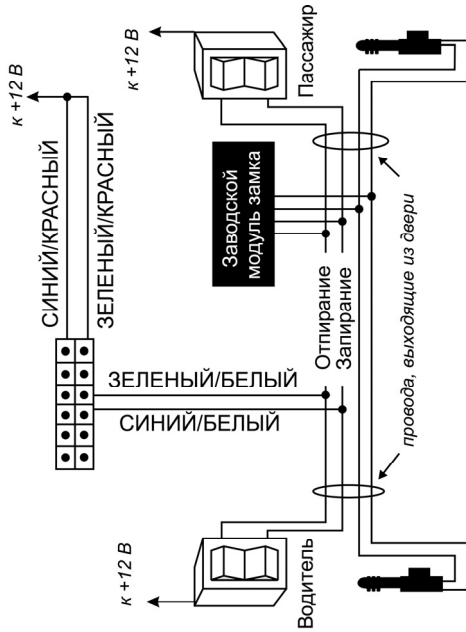 к +12 В
СИНИЙ/КРАСНЫЙ
ЗЕЛЕНЫЙ/КРАСНЫЙ
ЗЕЛЕНЫЙ/БЕЛЫЙ
СИНИЙ/БЕЛЫЙ
к +12 В
Водитель
к +12 В
Пассажир
Заводской
модуль замка
Отпирание
Запирание
провода, выходящие из двери